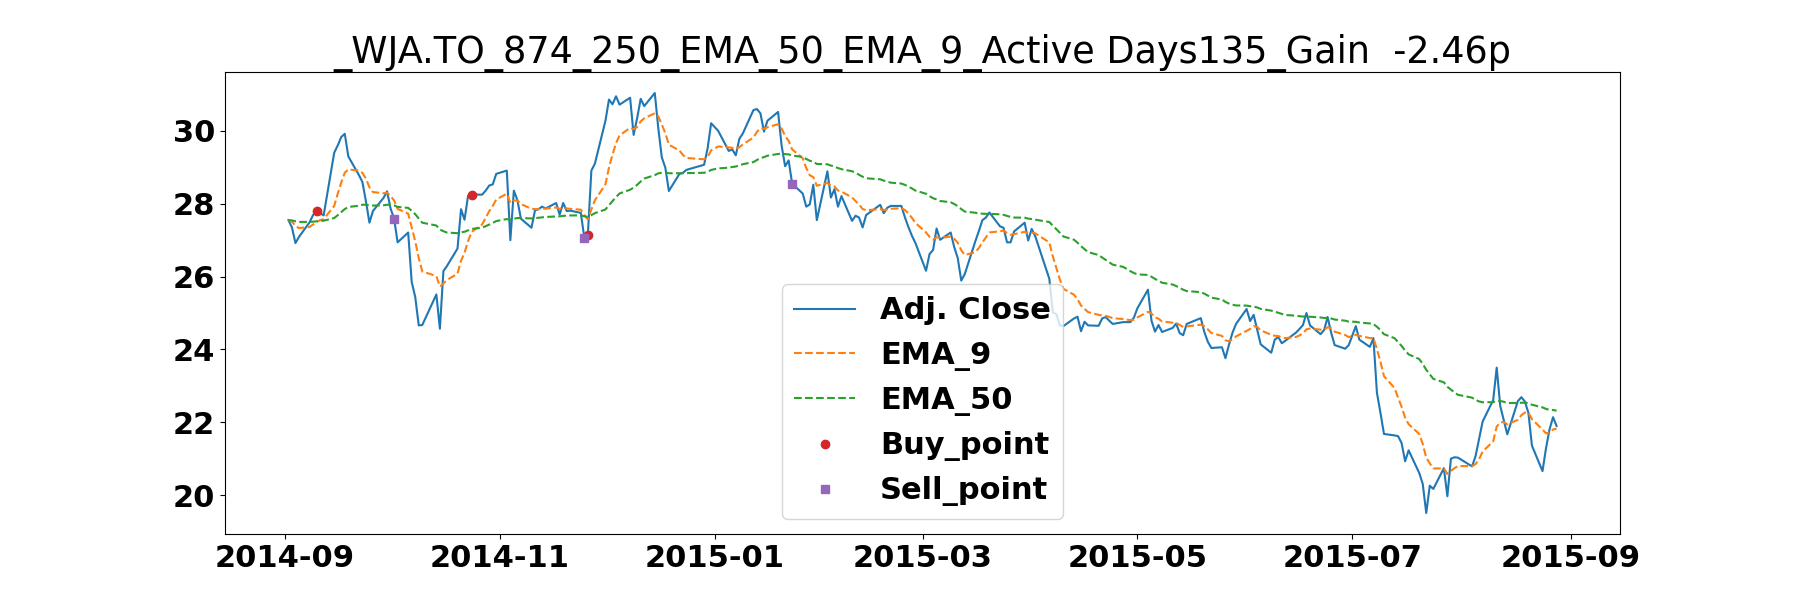 _WJA.TO_874_250_EMA_50_EMA_9_Active Days135_Gain  -2.46p
30
28
26
24
22
20
Adj. Close
EMA_9
EMA_50
Buy_point
Sell_point
2014-09 2014-11 2015-01 2015-03 2015-05 2015-07 2015-09